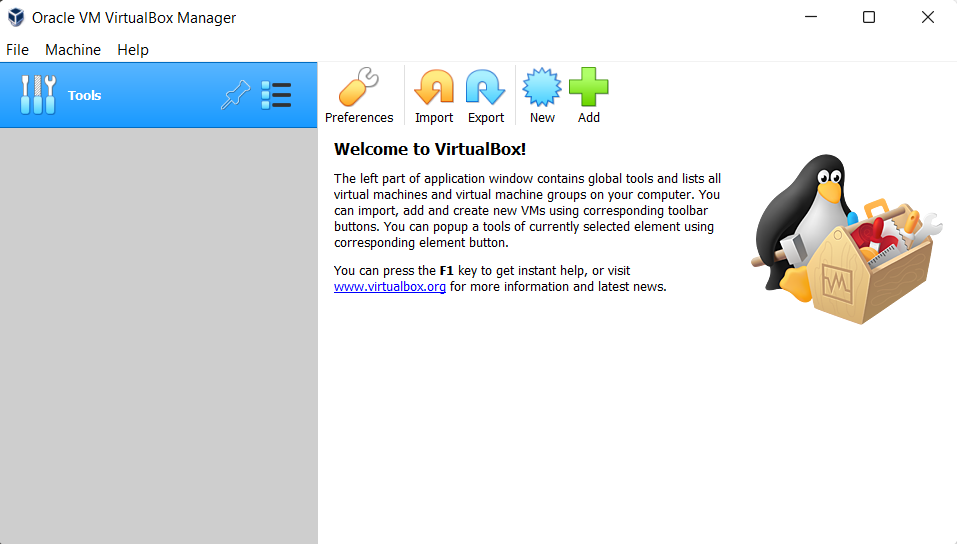 Oracle VM VirtualBox Manager
File Machine Help
Tools
Preferences Import Export New Add
Welcome to VirtualBox!
The left part of application window contains global tools and lists all
virtual machines and virtual machine groups on your computer. You
can import, add and create new VMs using corresponding toolbar
buttons. You can popup a tools of currently selected element using
corresponding element button.
You can press the F1 key to get instant help, or visit
www.virtualbox.org for more information and latest news.